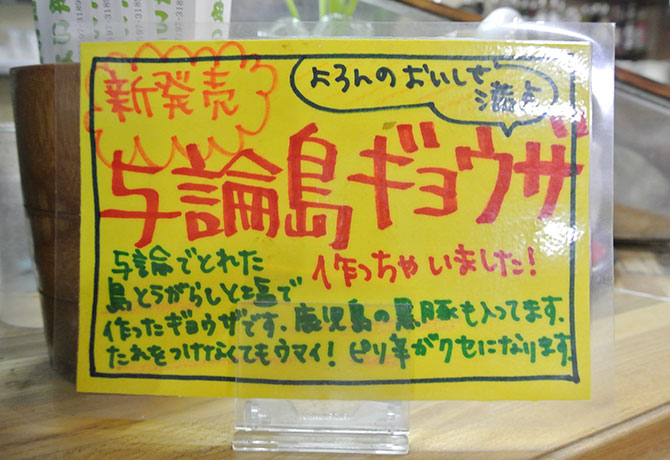 新発売
よろんのおいしさ
満点
与論島ギョウザ
作っちゃいました!
与論でとれた
島とうがらしと塩で
作ったギョウザです、鹿児島の黒豚も入ってます、
たれをつけなくてもウマイ!ピリ辛がクセになります